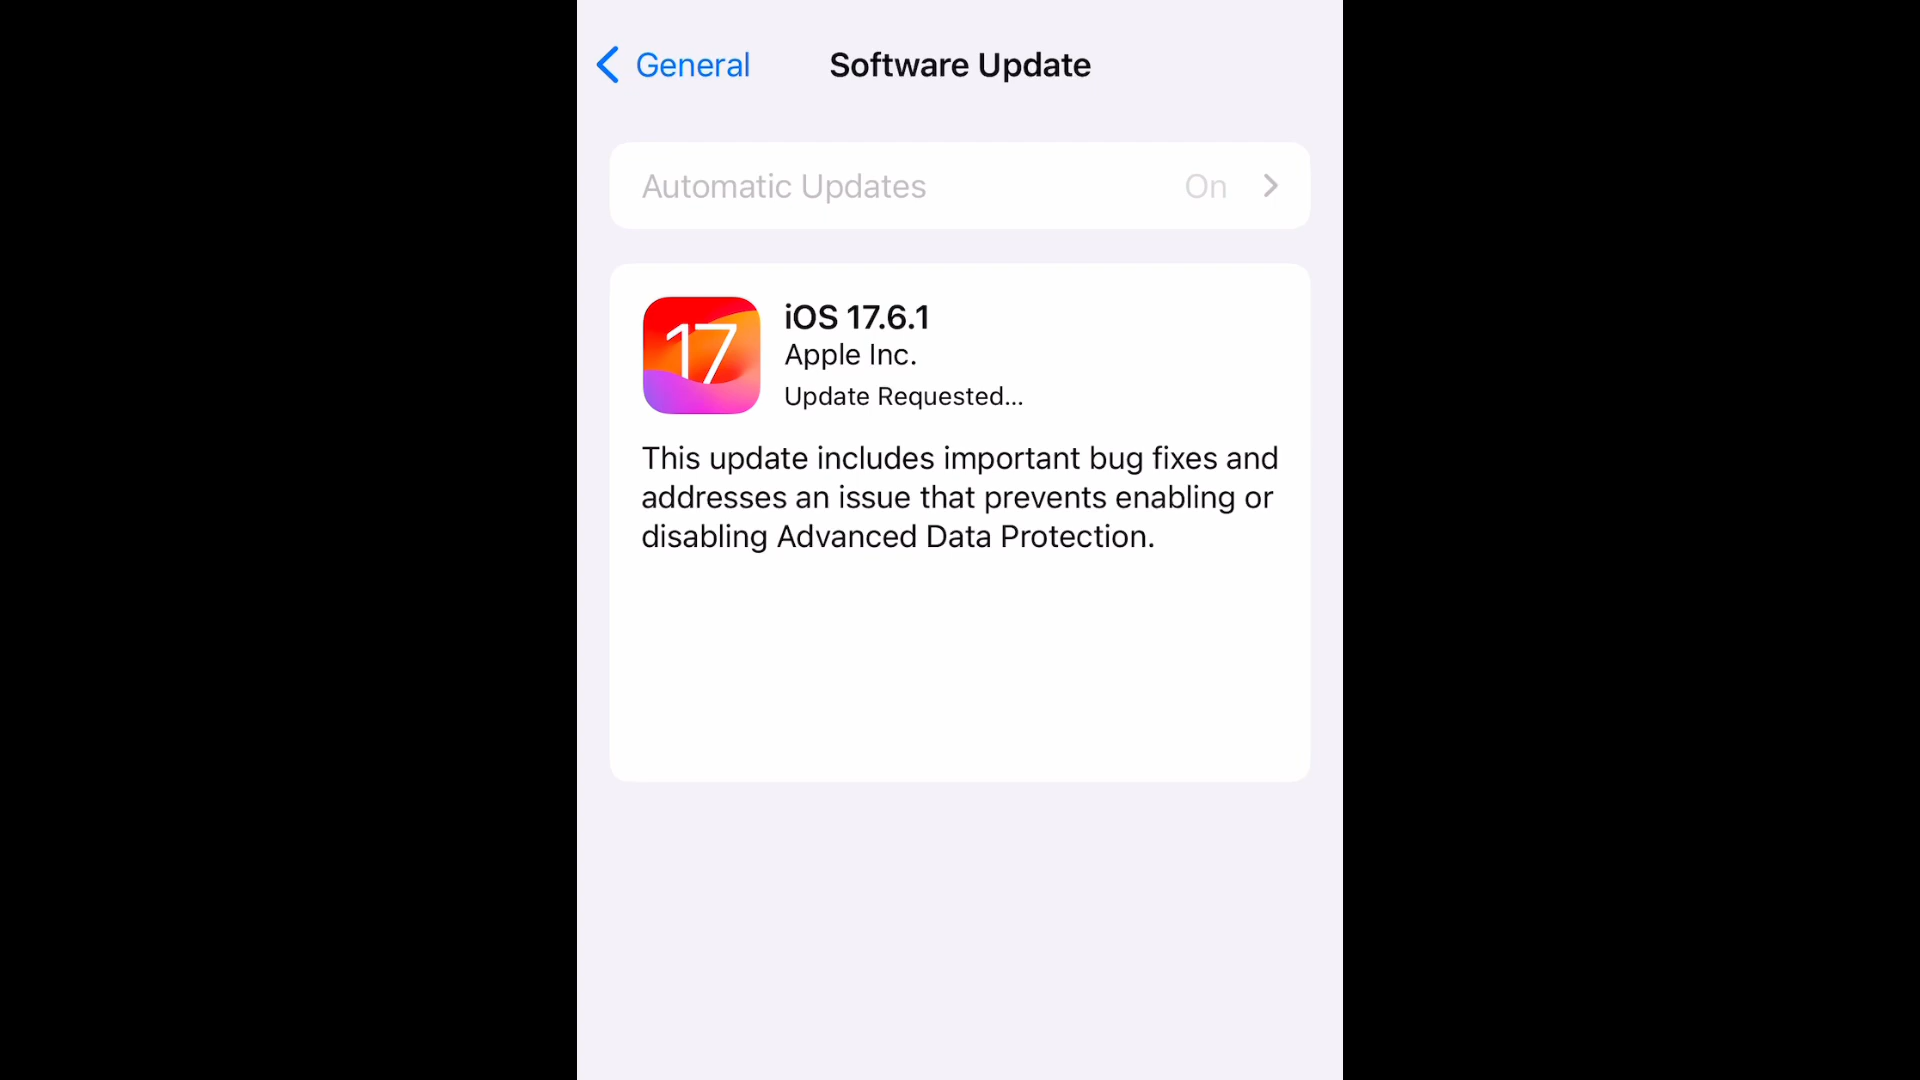 General
Software Update
Automatic Updates On
17
iOS 17.6.1
Apple Inc.
Update Requested...
This update includes important bug fixes and
addresses an issue that prevents enabling or
disabling Advanced Data Protection.